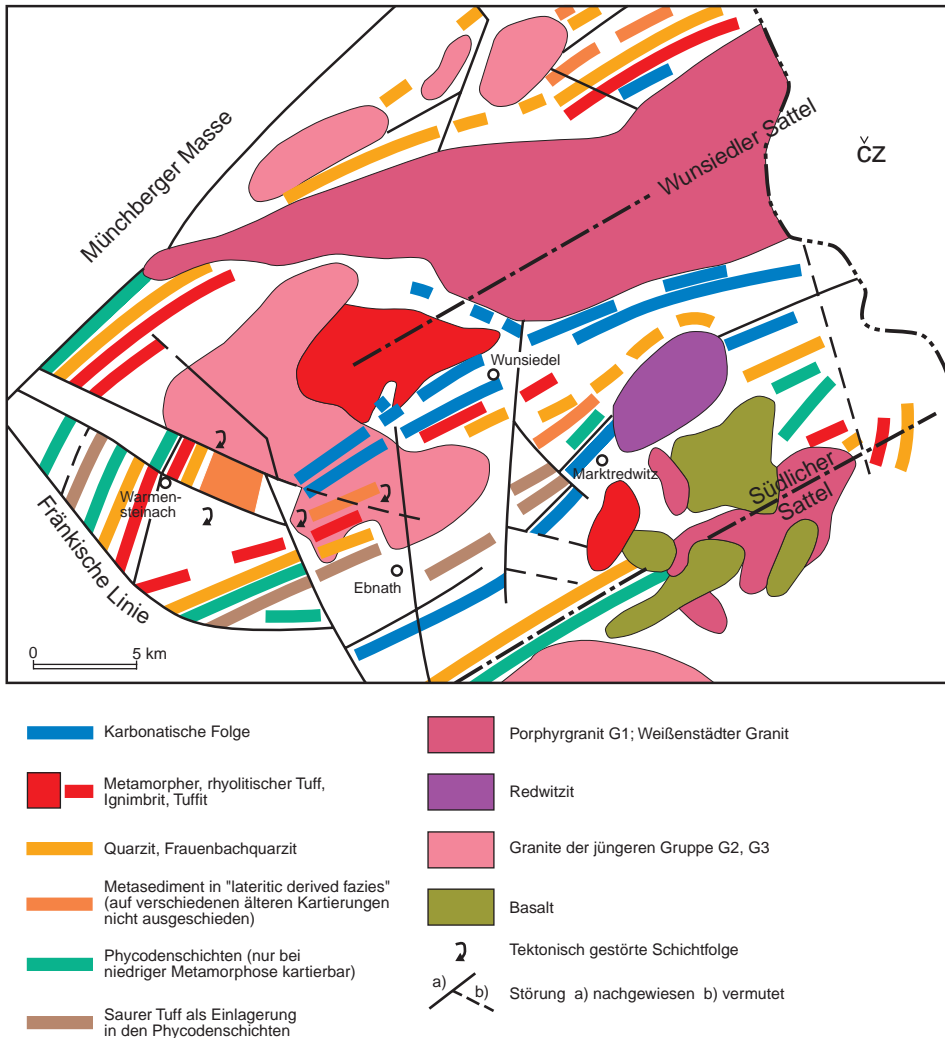 Münchberger Masse
Wunsiedler Sattel
ČZ
Wunsiedel
Marktredwitz
Südlicher
Sattel
Warmen-
steinach
Fränkische Linie
Ebnath
0 5 km
Karbonatische Folge
Metamorpher, rhyolitischer Tuff,
Ignimbrit, Tuffit
Quarzit, Frauenbachquarzit
Metasediment in "lateritic derived fazies"
(auf verschiedenen älteren Kartierungen
nicht ausgeschieden)
Phycodenschichten (nur bei
niedriger Metamorphose kartierbar)
Saurer Tuff als Einlagerung
in den Phycodenschichten
Porphyrgranit G1; Weißenstädter Granit
Redwitzit
Granite der jüngeren Gruppe G2, G3
Basalt
Tektonisch gestörte Schichtfolge
a) b) Störung a) nachgewiesen b) vermutet